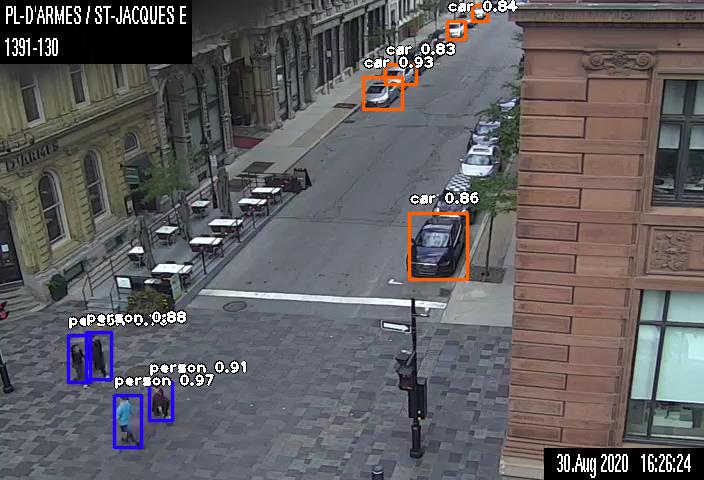 PL-D'ARMES / ST-JACQUES E
1391-130
car 0.84
car 0.83
car 0.93
car 0.86
person 0.88
person 0.91
person 0.97
D'ARMES
30.Aug 2020 16:26:24